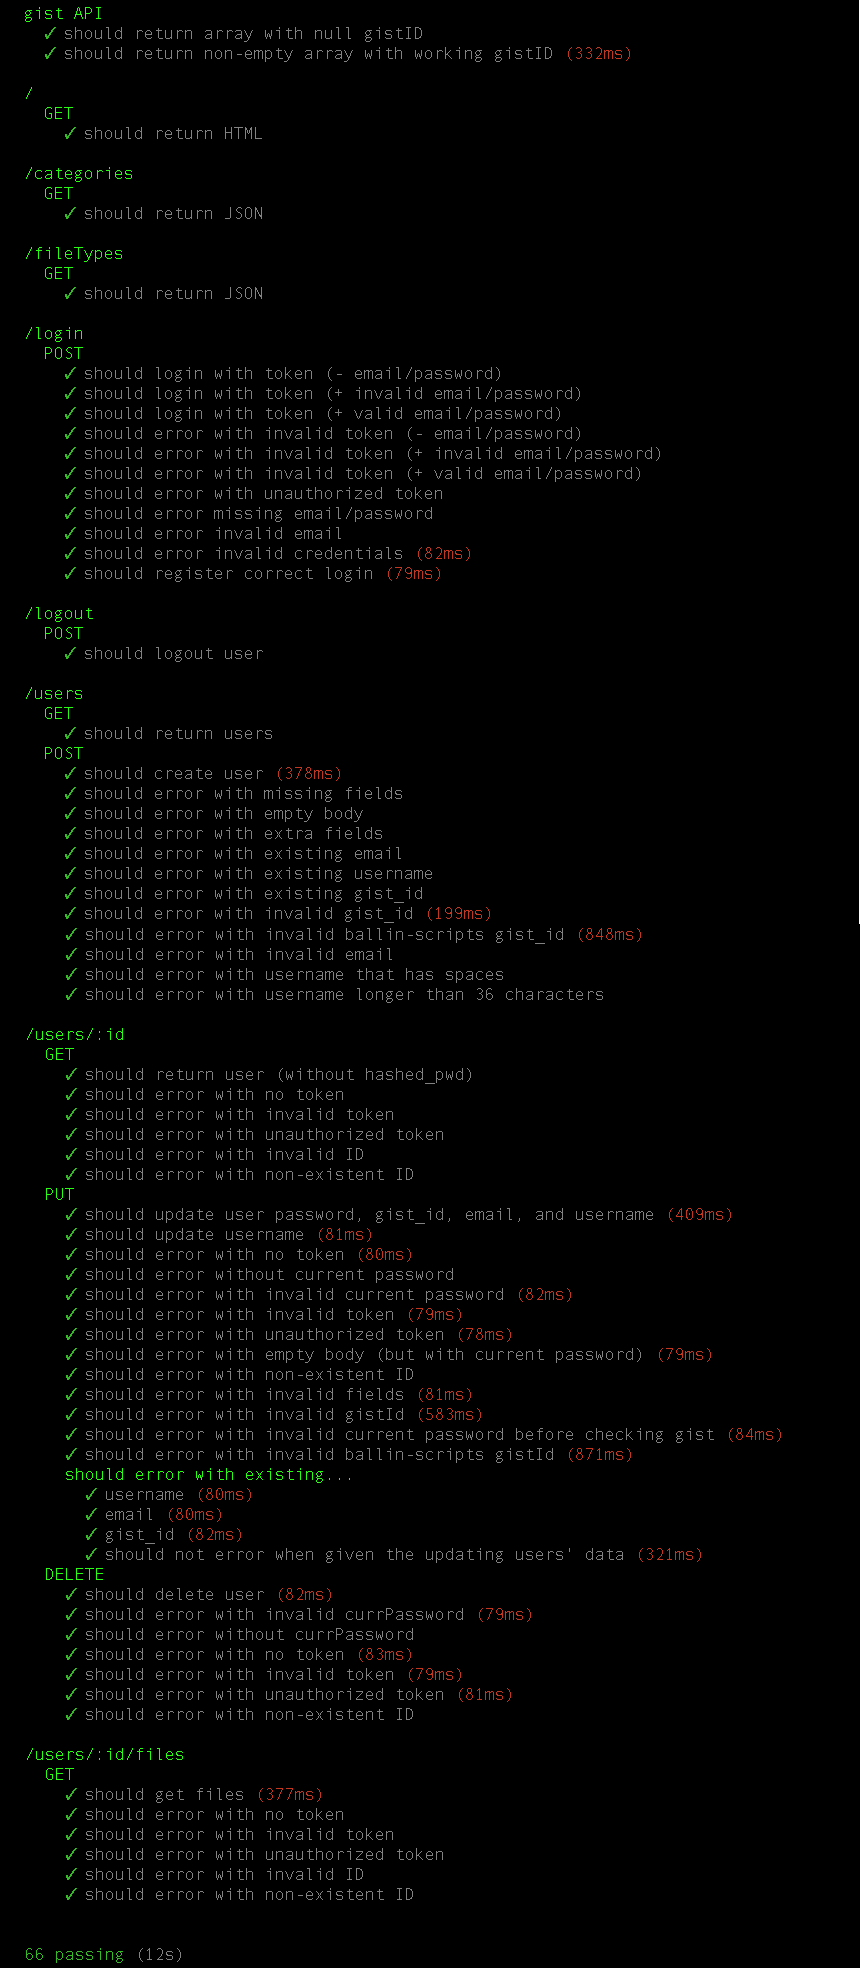 gist API
✓ should return array with null gistID
✓ should return non-empty array with working gistID (332ms)
/
GET
✓ should return HTML
/categories
GET
✓ should return JSON
/fileTypes
GET
✓ should return JSON
/login
POST
✓ should login with token (- email/password)
✓ should login with token (+ invalid email/password)
✓ should login with token (+ valid email/password)
✓ should error with invalid token (- email/password)
✓ should error with invalid token (+ invalid email/password)
✓ should error with invalid token (+ valid email/password)
✓ should error with unauthorized token
✓ should error missing email/password
✓ should error invalid email
✓ should error invalid credentials (82ms)
✓ should register correct login (79ms)
/logout
POST
✓ should logout user
/users
GET
✓ should return users
POST
✓ should create user (378ms)
✓ should error with missing fields
✓ should error with empty body
✓ should error with extra fields
✓ should error with existing email
✓ should error with existing username
✓ should error with existing gist_id
✓ should error with invalid gist_id (199ms)
✓ should error with invalid ballin-scripts gist_id (848ms)
✓ should error with invalid email
✓ should error with username that has spaces
✓ should error with username longer than 36 characters
/users/:id
GET
✓ should return user (without hashed_pwd)
✓ should error with no token
✓ should error with invalid token
✓ should error with unauthorized token
✓ should error with invalid ID
✓ should error with non-existent ID
PUT
✓ should update user password, gist_id, email, and username (409ms)
✓ should update username (81ms)
✓ should error with no token (80ms)
✓ should error without current password
✓ should error with invalid current password (82ms)
✓ should error with invalid token (79ms)
✓ should error with unauthorized token (78ms)
✓ should error with empty body (but with current password) (79ms)
✓ should error with non-existent ID
✓ should error with invalid fields (81ms)
✓ should error with invalid gistId (583ms)
✓ should error with invalid current password before checking gist (84ms)
✓ should error with invalid ballin-scripts gistId (871ms)
should error with existing...
✓ username (80ms)
✓ email (80ms)
✓ gist_id (82ms)
✓ should not error when given the updating users' data (321ms)
DELETE
✓ should delete user (82ms)
✓ should error with invalid currPassword (79ms)
✓ should error without currPassword
✓ should error with no token (83ms)
✓ should error with invalid token (79ms)
✓ should error with unauthorized token (81ms)
✓ should error with non-existent ID
/users/:id/files
GET
✓ should get files (377ms)
✓ should error with no token
✓ should error with invalid token
✓ should error with unauthorized token
✓ should error with invalid ID
✓ should error with non-existent ID
66 passing (12s)